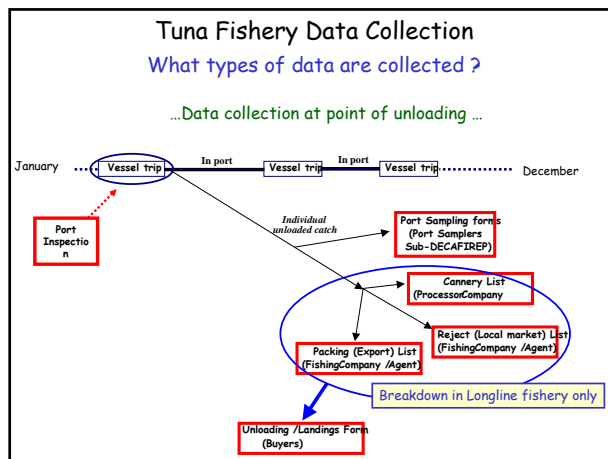 Tuna Fishery Data Collection
What types of data are collected ?
…Data collection at point of unloading …
January
Vessel trip
In port
Vessel trip
In port
Vessel trip
December
Port
Inspectio
n
Individual
unloaded catch
Port Sampling forms
(Port Samplers
Sub-DECAFIREP)
Cannery List
(ProcessorCompany
Reject (Local market) List
(FishingCompany /Agent)
Packing (Export) List
(FishingCompany /Agent)
Breakdown in Longline fishery only
Unloading /Landings Form
(Buyers)